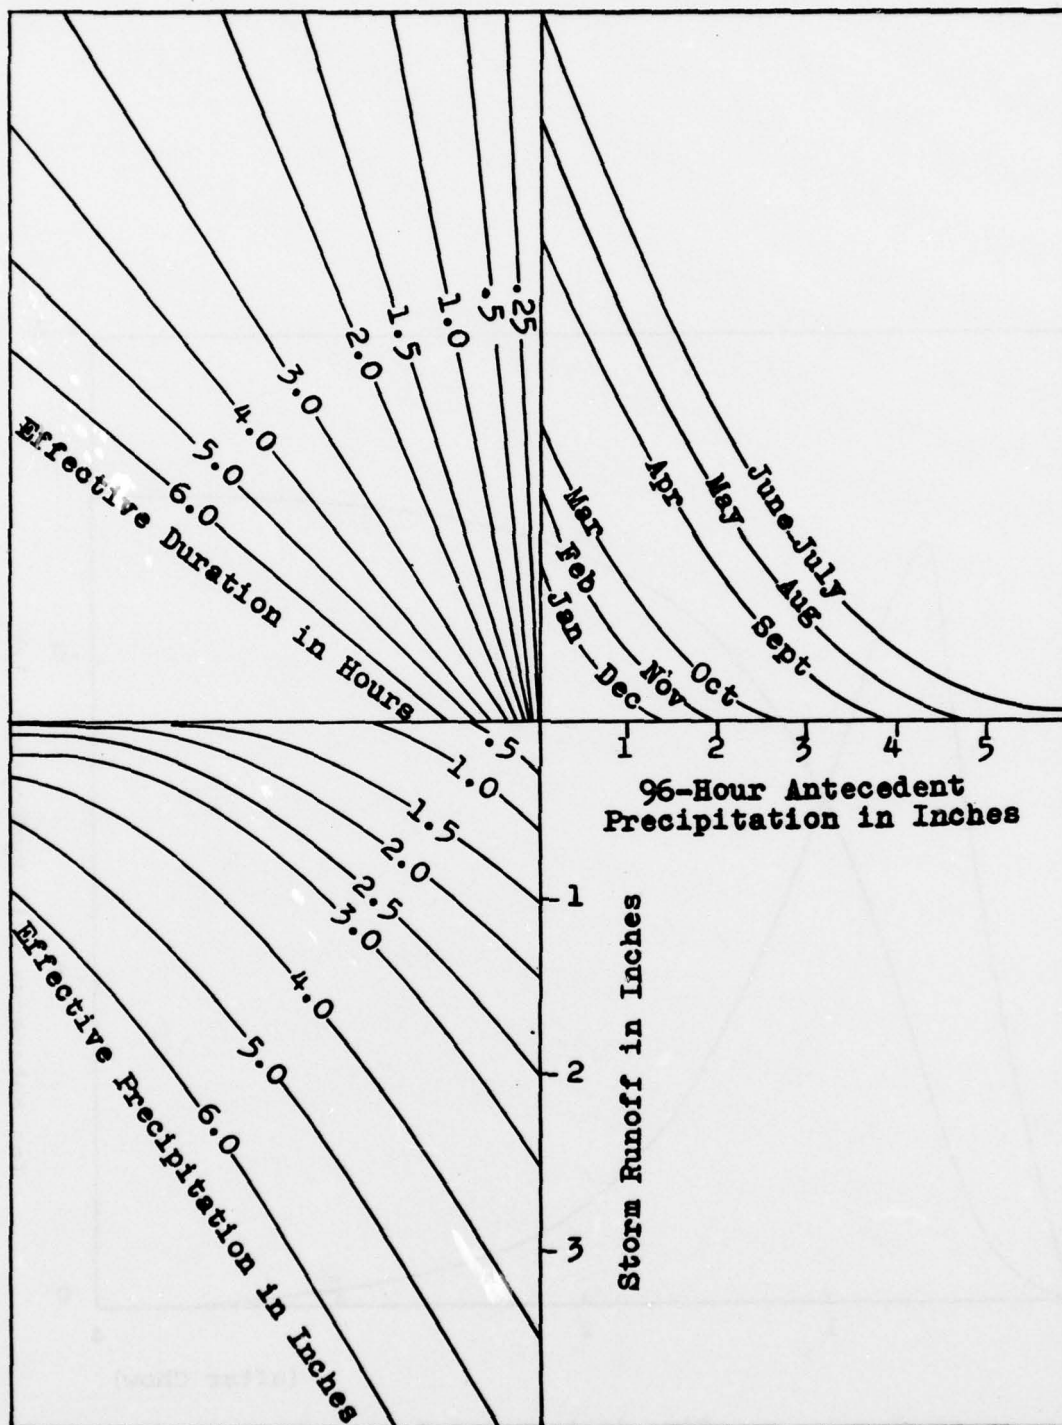 .25
.5
1.0
1.5
2.0
3.0
4.0
5.0
6.0
Effective Duration in Hours
June July
May Aug
Apr Sept
Mar Oct
Feb Nov
Jan Dec
1 2 3 4 5
96-Hour Antecedent
Precipitation in Inches
.5
1.0
1.5
2.0
2.5
3.0
4.0
5.0
6.0
Effective Precipitation in Inches
1
2
3
Storm Runoff in Inches